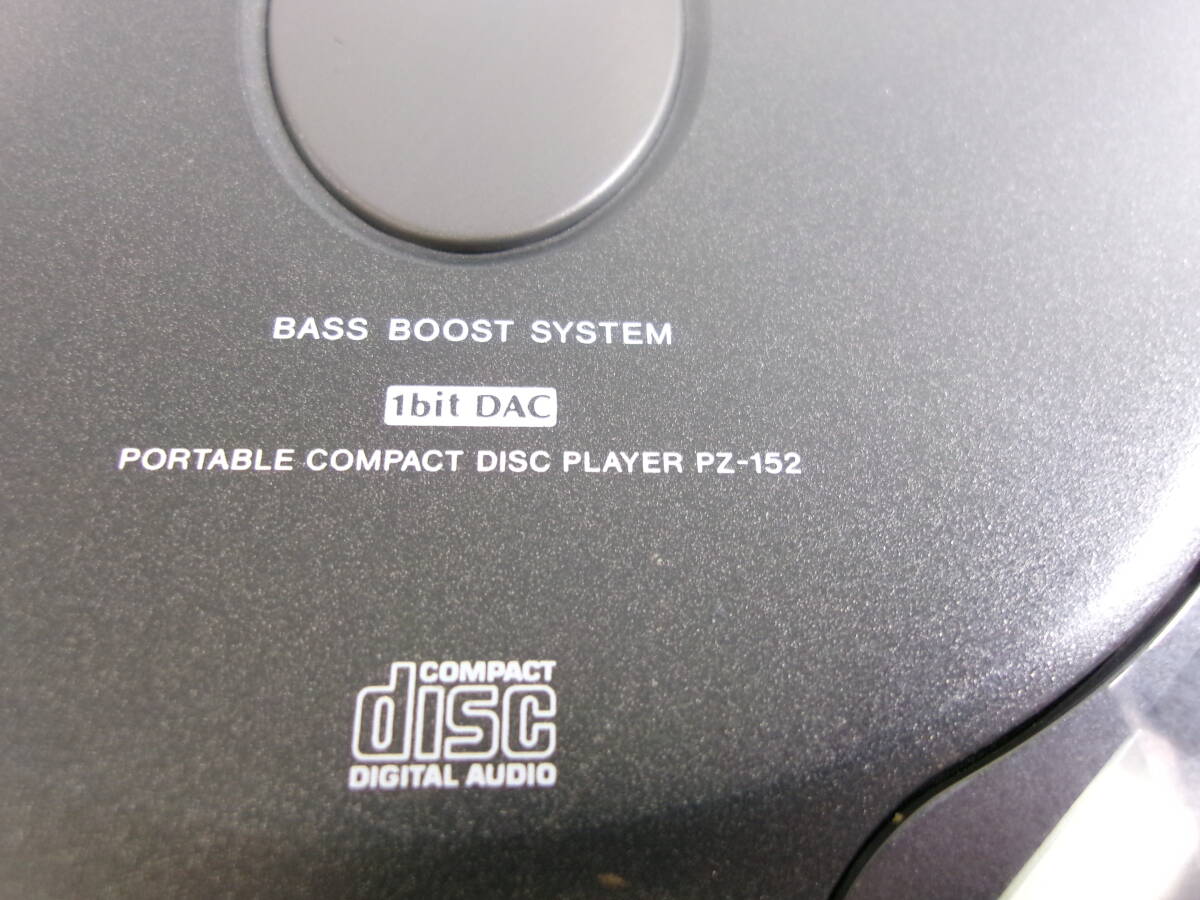 BASS BOOST SYSTEM
1bit DAC
PORTABLE COMPACT DISC PLAYER PZ-152
COMPACT
disc
DIGITAL AUDIO